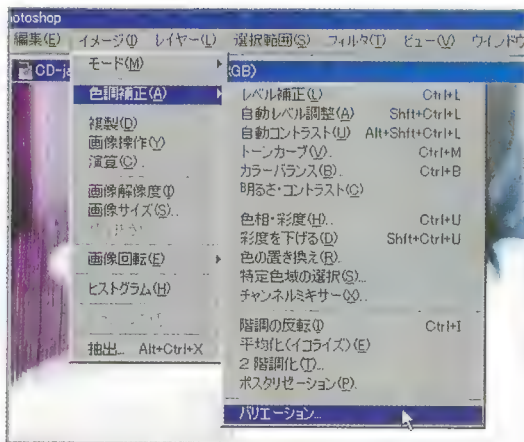 otoshop
編集(E) イメージ(I) レイヤー(L) 選択範囲(S) フィルタ(T) ビュー(V) ウィンドウ
CD-ja
GB)
モード(M)
色調補正(A)
複製(D)
画像操作(Y)
演算(C)..
画像解像度(I)
画像サイズ(S)..
画像回転(E)
ヒストグラム(H)
抽出... Alt+Ctrl+X
レベル補正(L) Ctrl+L
自動レベル調整(A) Shft+Ctrl+L
自動コントラスト(U) Alt+Shft+Ctrl+L
トーンカーブ(V). Ctrl+M
カラーバランス(B). Ctrl+B
明るさ・コントラスト(C)
色相・彩度(H).. Ctrl+U
彩度を下げる(D) Shft+Ctrl+U
色の置き換え(R).
特定色域の選択(S)...
チャンネルミキサー(X)..
階調の反転(I) Ctrl+I
平均化(イコライズ)(E)
2 階調化(T)...
ポスタリゼーション(P).
バリエーション...